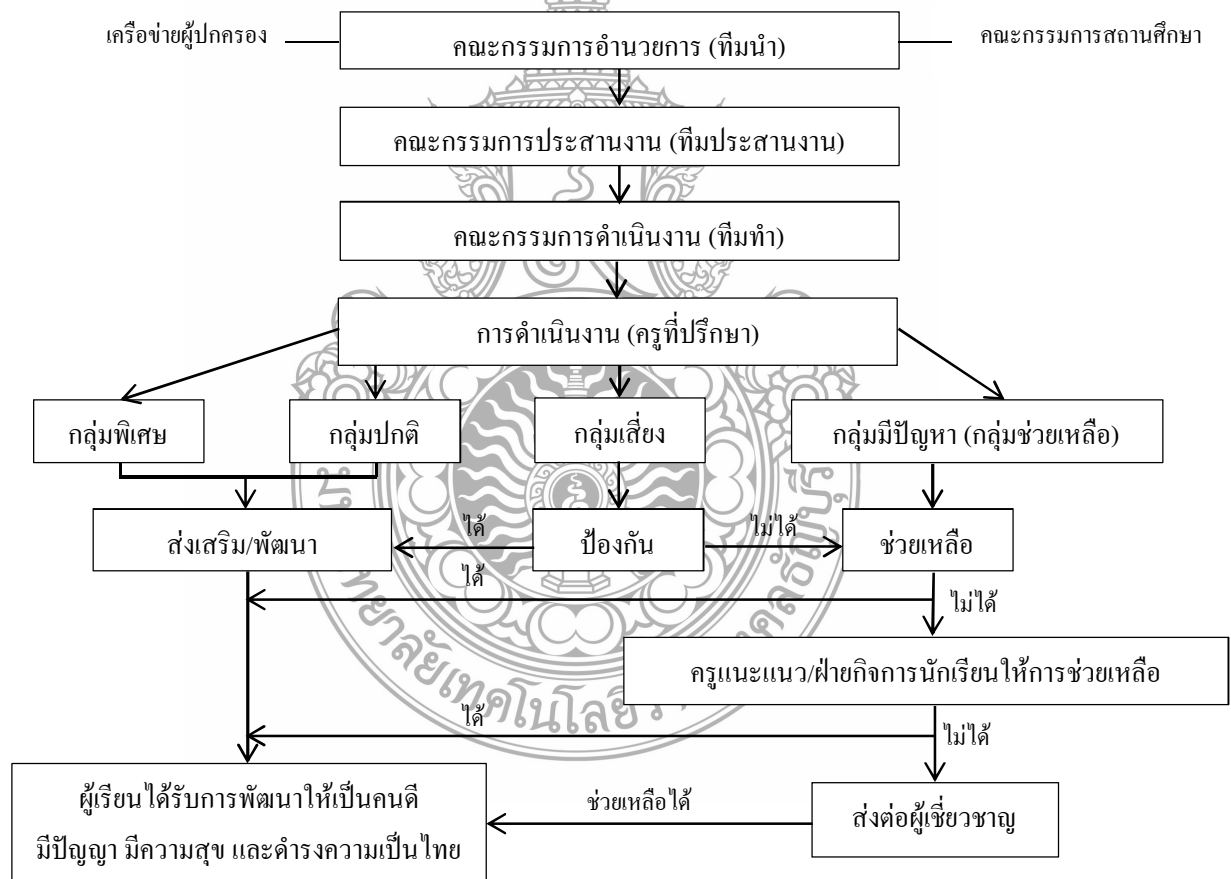 เครือข่ายผู้ปกครอง
คณะกรรมการอำนวยการ (ทีมนำ)
คณะกรรมการสถานศึกษา
คณะกรรมการประสานงาน (ทีมประสานงาน)
คณะกรรมการดำเนินงาน (ทีมทำ)
การดำเนินงาน (ครูที่ปรึกษา)
กลุ่มพิเศษ
กลุ่มปกติ
กลุ่มเสี่ยง
กลุ่มมีปัญหา (กลุ่มช่วยเหลือ)
ส่งเสริม/พัฒนา
ได้
ป้องกัน
ไม่ได้
ช่วยเหลือ
ได้
ไม่ได้
ครูแนะแนว/ฝ่ายกิจการนักเรียนให้การช่วยเหลือ
ได้
ไม่ได้
ผู้เรียนได้รับการพัฒนาให้เป็นคนดี
มีปัญญา มีความสุข และดำรงความเป็นไทย
ช่วยเหลือได้
ส่งต่อผู้เชี่ยวชาญ